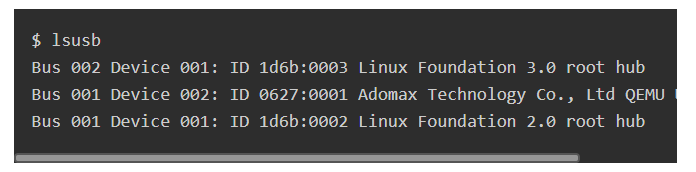 $ lsusb
Bus 002 Device 001: ID 1d6b:0003 Linux Foundation 3.0 root hub
Bus 001 Device 002: ID 0627:0001 Adomax Technology Co., Ltd QEMU
Bus 001 Device 001: ID 1d6b:0002 Linux Foundation 2.0 root hub